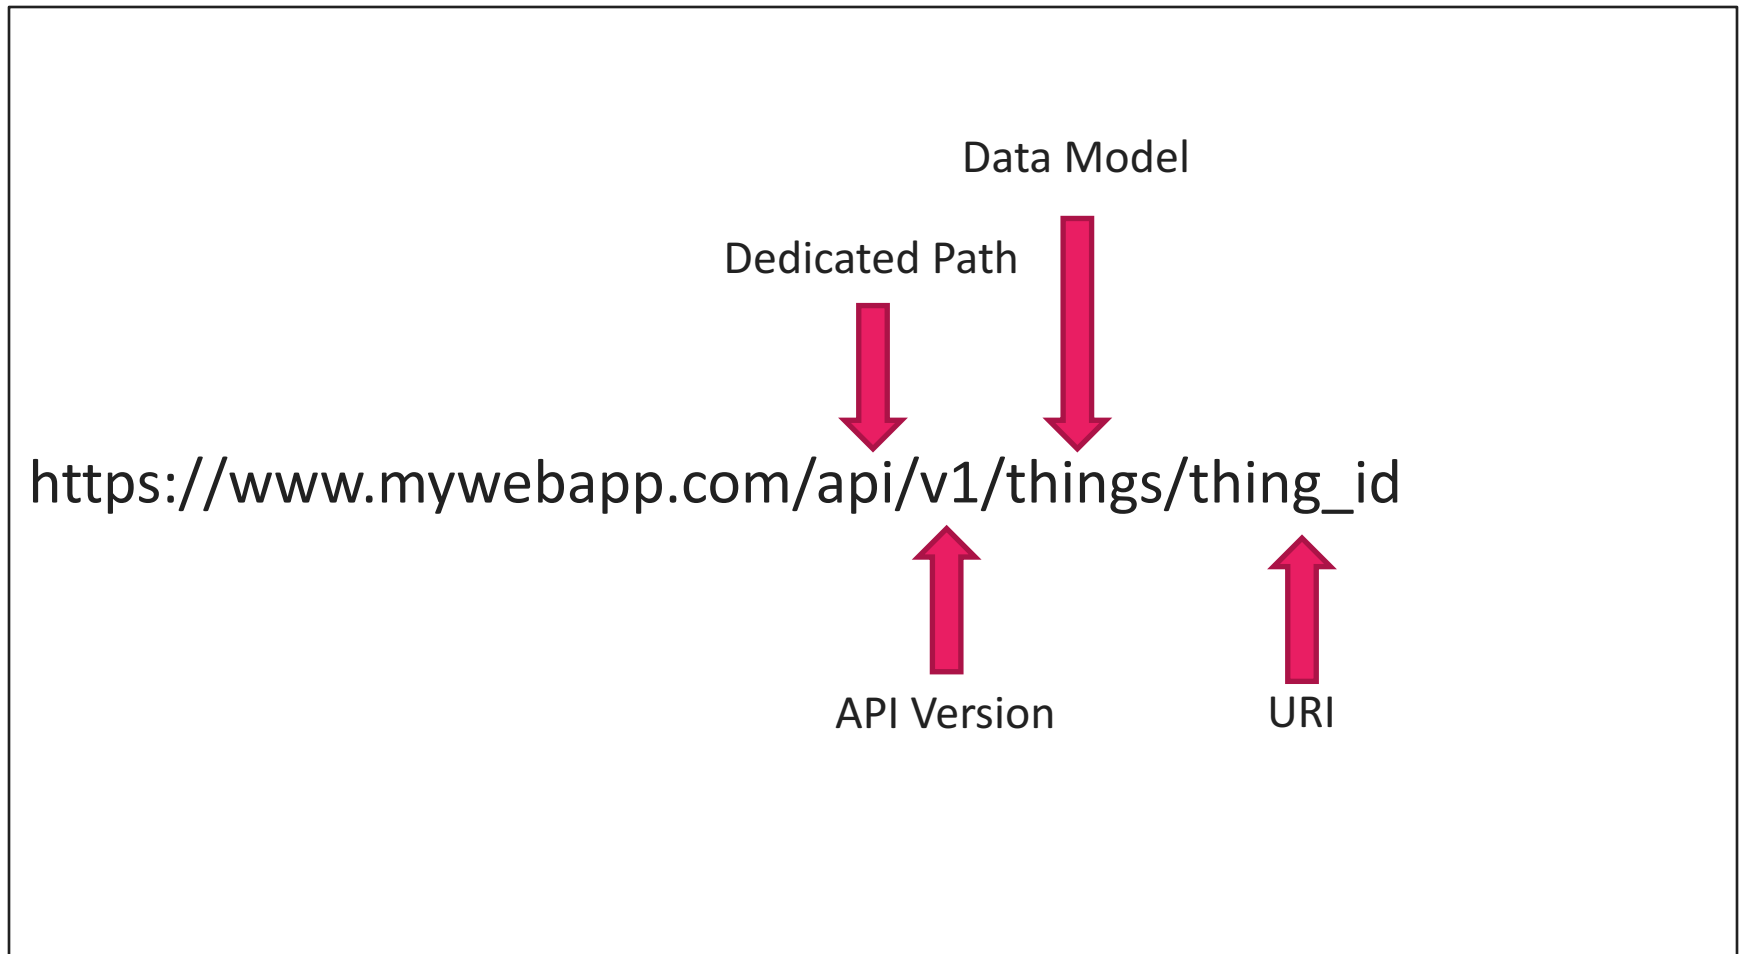 Data Model
Dedicated Path
https://www.mywebapp.com/api/v1/things/thing_id
API Version
URI